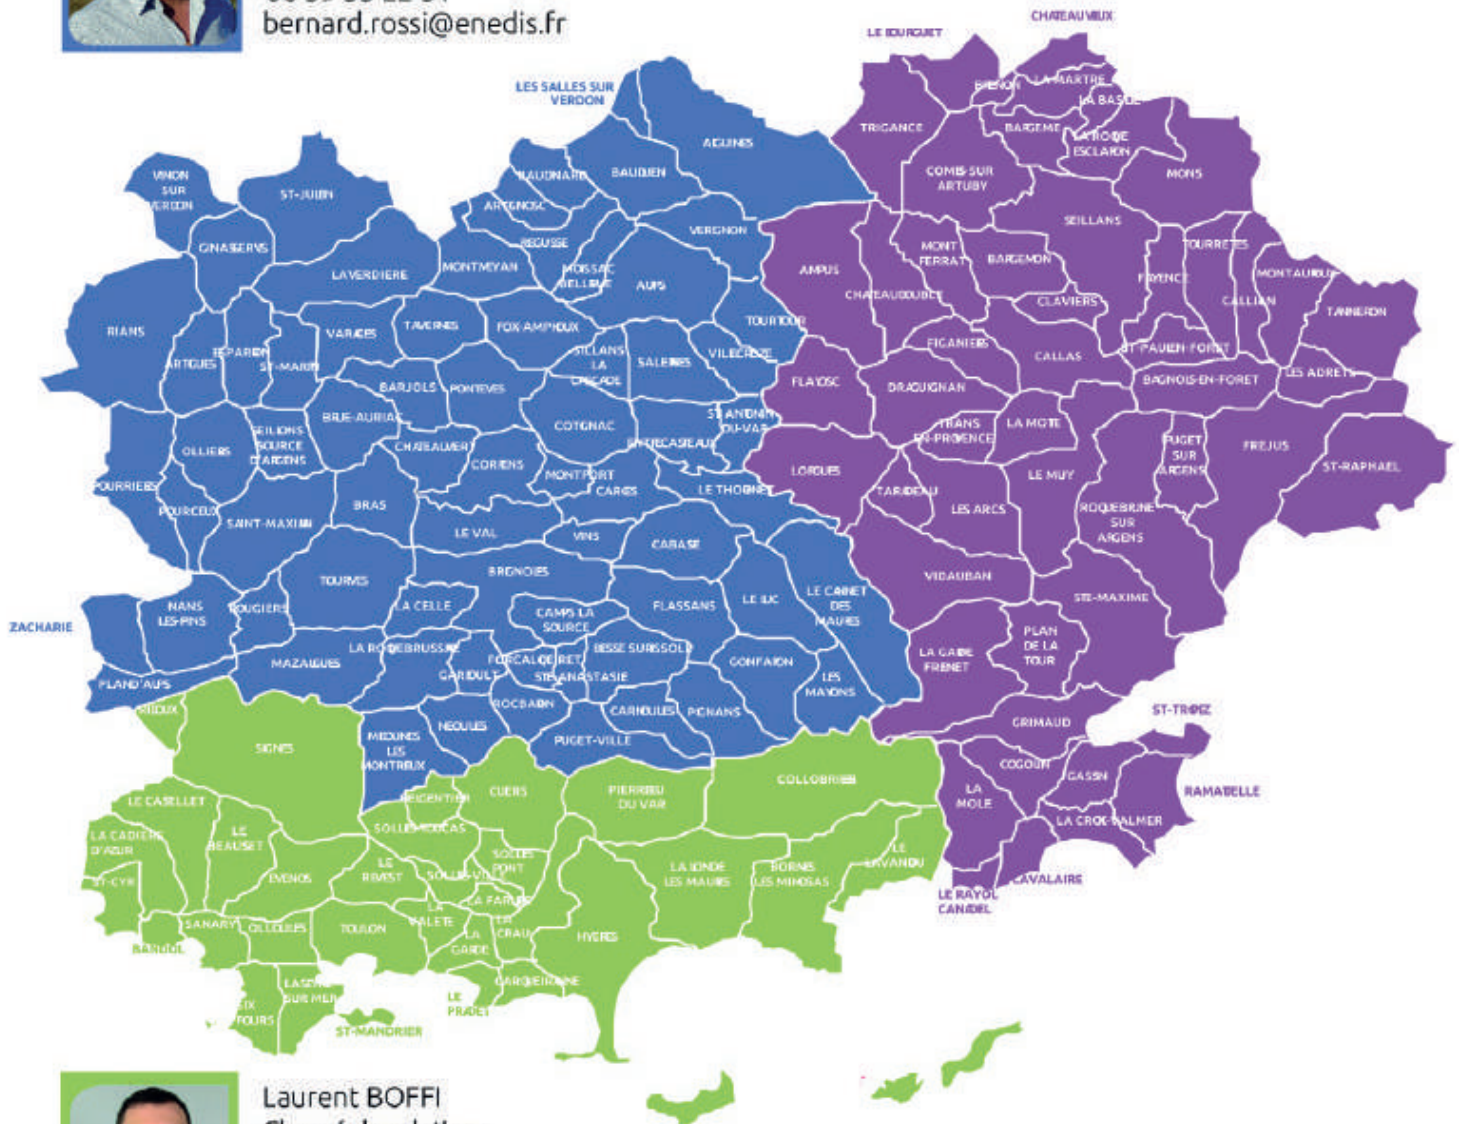 bernard.rossi@enedis.fr
CHATEAUVIEUX
LE BOURGUET
BRENON
LA MARTRE
LA BASTIDE
LES SALLES SUR
VERDON
TRIGANCE
BARGEME
LA ROQUE
ESCLAPON
AIGUINES
COMPS SUR
ARTUBY
MONS
VINON
SUR
VERDON
ST-JULIEN
BAUDINARD
BAUDUEN
ARTIGNOSC
SEILLANS
VERIGNON
GINASSERVIS
REGUSSE
MONT
FERRAT
TOURRETTES
BARGEMON
LA VERDIERE
MONTMEYAN
MOISSAC
BELLEVUE
AUPS
AMPUS
FAYENCE
MONTAUROUX
CHATEAUDOUBLE
CLAVIERS
CALLIAN
TANNERON
RIANS
VARAGES
TAVERNES
FOX-AMPHOUX
TOURTOUR
FIGANIERES
ST-PAUL-EN-FORET
ARTIGUES
ESPARRON
ST-MARTIN
SILLANS
LA
CASCADE
SALERNES
VILLECROZE
CALLAS
BARJOLS
PONTEVES
FLAYOSC
DRAGUIGNAN
BAGNOLS-EN-FORET
LES ADRETS
BRUE-AURIAC
SEILLONS
SOURCE
D'ARGENS
COTIGNAC
ST ANTONIN
DU-VAR
TRANS
EN-PROVENCE
LA MOTTE
OLLIERES
CHATEAUVERT
ENTRECASTEAUX
PUGET
SUR
ARGENS
FREJUS
CORRENS
MONTFORT
LORGUES
LE MUY
ST-RAPHAEL
POURRIERES
CARCES
LE THORONET
TARADEAU
POURCIEUX
SAINT-MAXIMIN
BRAS
LES ARCS
ROQUEBRUNE
SUR
ARGENS
LE VAL
VINS
CABASSE
BRIGNOLES
VIDAUBAN
TOURVES
NANS
LES-PINS
ROUGIERS
LA CELLE
CAMPS LA
SOURCE
FLASSANS
LE LUC
LE CANNET
DES
MAURES
STE-MAXIME
ZACHARIE
LA ROQUEBRUSSANE
FORCALQUEIRET
BESSE SUR ISSOLE
MAZAUGUES
GAREOULT
STE ANASTASIE
GONFARON
LA GARDE
FREINET
PLAN
DE LA
TOUR
PLAN D'AUPS
LES
MAYONS
RIBOUX
ROCBARON
CARNOULES
PIGNANS
ST-TROPEZ
SIGNES
MEOUNES
LES
MONTRIEUX
NEOULES
PUGET-VILLE
GRIMAUD
COGOLIN
GASSIN
LE CASTELLET
BELGENTIER
CUERS
PIERREFEU
DU VAR
COLLOBRIERES
LA
MOLE
RAMATUELLE
LA CROIX-VALMER
LA CADIERE
D'AZUR
LE
BEAUSSET
SOLLIES-TOUCAS
ST-CYR
EVENOS
LE
REVEST
SOLLIES
PONT
SOLLIES-VILLE
LA LONDE
LES MAURES
BORMES
LES MIMOSAS
LE
LAVANDOU
CAVALAIRE
LE RAYOL
CANADEL
LA FARLEDE
BANDOL
SANARY
OLLIOULES
TOULON
LA
VALETTE
LA
GARDE
LA
CRAU
HYERES
CARQUEIRANNE
LE
PRADET
SIX
FOURS
LA SEYNE
SUR MER
ST-MANDRIER
Laurent BOFFI